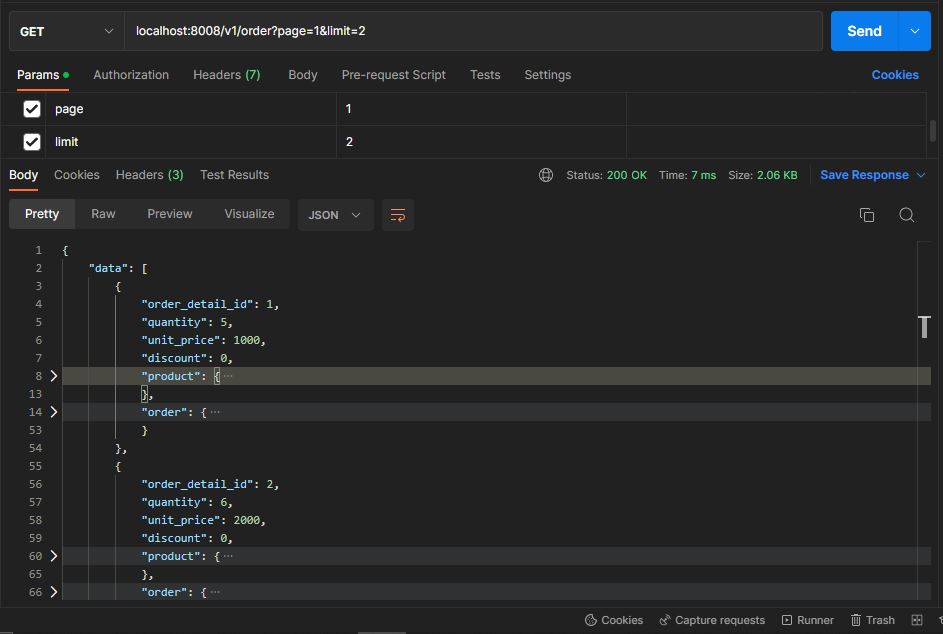 GET localhost:8008/v1/order?page=1&limit=2 Send
Params Authorization Headers (7) Body Pre-request Script Tests Settings Cookies
page 1
limit 2
Body Cookies Headers (3) Test Results Status: 200 OK Time: 7 ms Size: 2.06 KB Save Response
Pretty Raw Preview Visualize JSON
1 {
2 "data": [
3 {
4 "order_detail_id": 1,
5 "quantity": 5,
6 "unit_price": 1000,
7 "discount": 0,
8 "product": { ···
13 },
14 "order": { ···
53 }
54 },
55 {
56 "order_detail_id": 2,
57 "quantity": 6,
58 "unit_price": 2000,
59 "discount": 0,
60 "product": { ···
65 },
66 "order": { ···
Cookies Capture requests Runner Trash